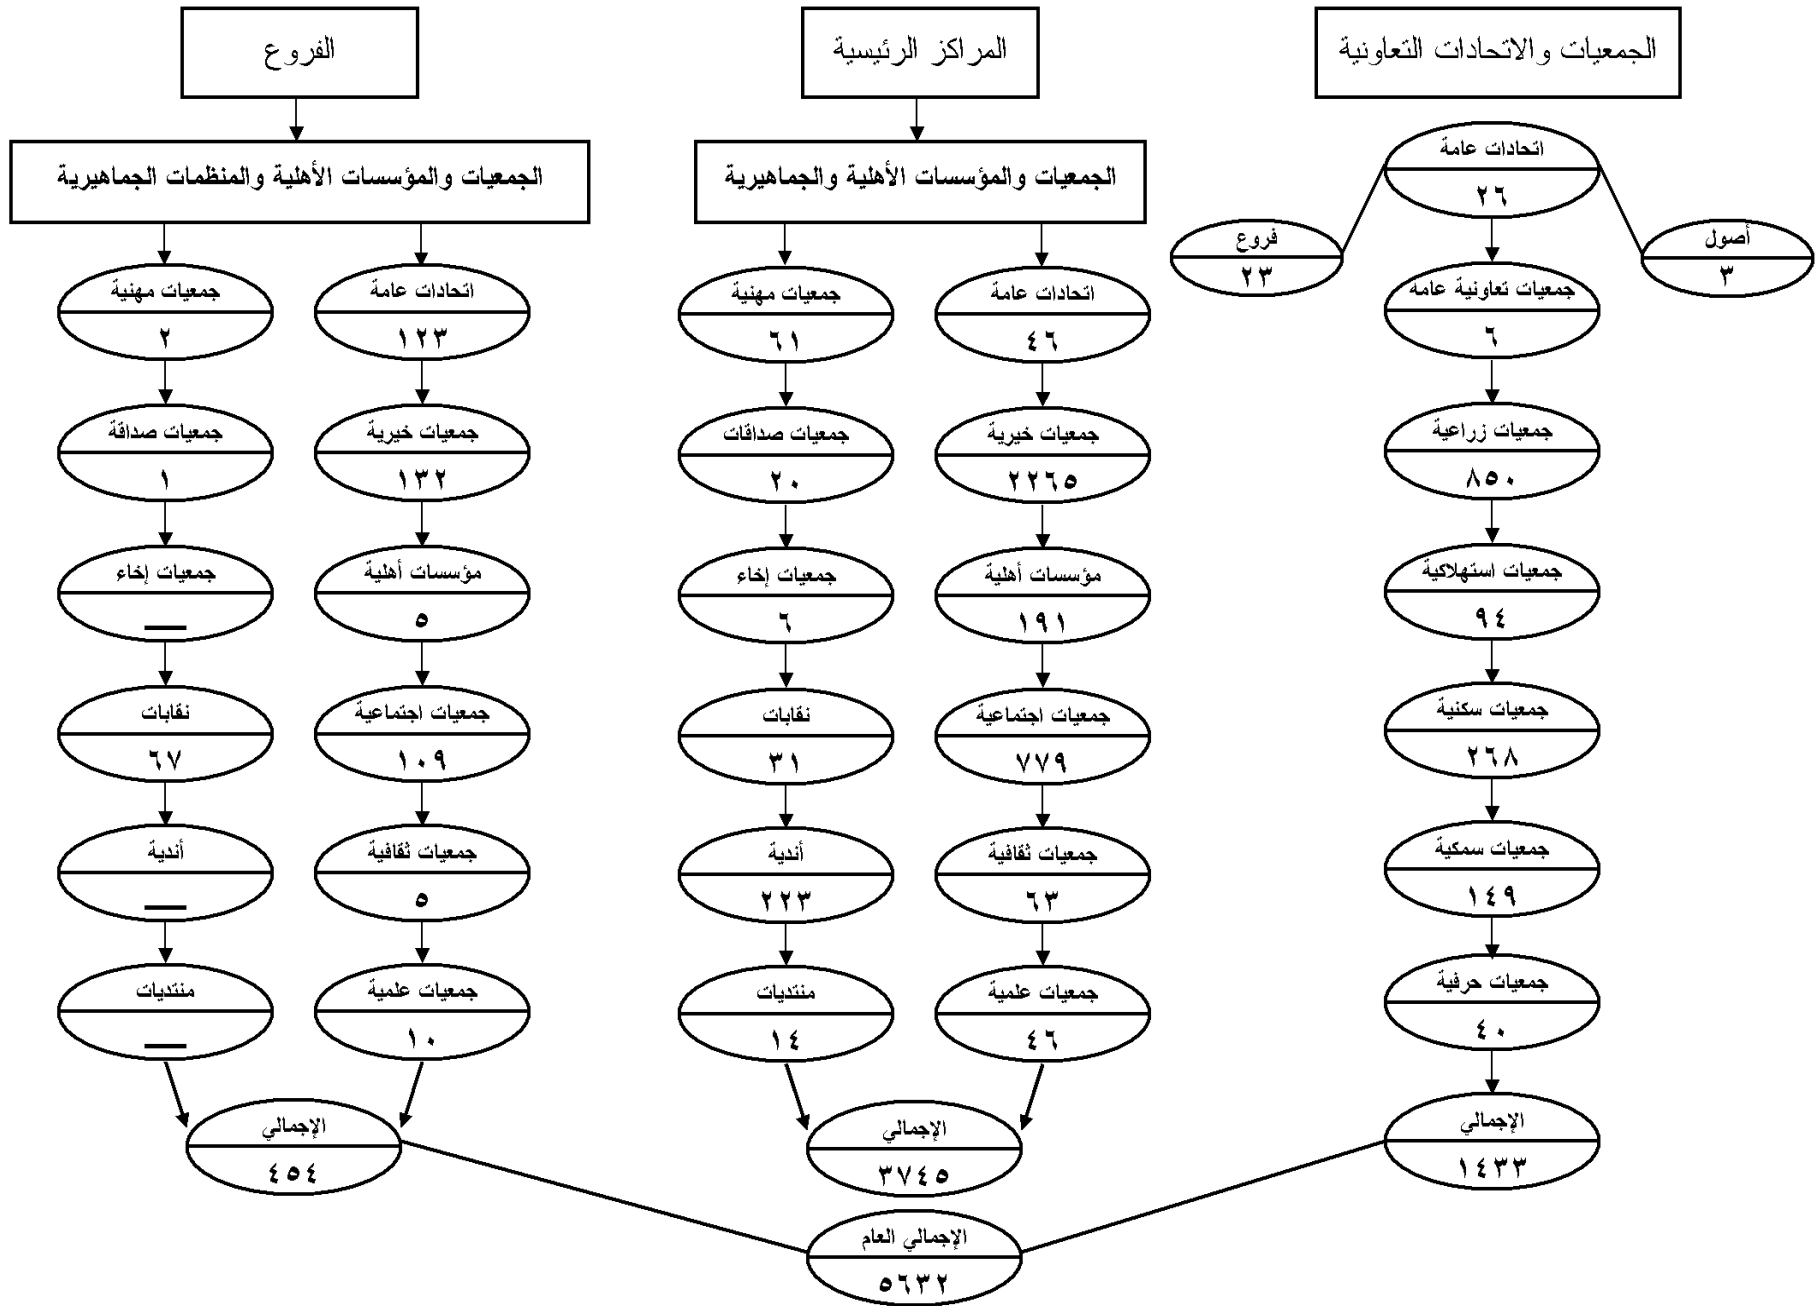 الجمعيات والاتحادات التعاونية
اتحادات عامة
٢٦
أصول
٣
فروع
٢٣
جمعيات تعاونية عامة
٦
جمعيات زراعية
٨٥٠
جمعيات استهلاكية
٩٤
جمعيات سكنية
٢٦٨
جمعيات سمكية
١٤٩
جمعيات حرفية
٤٠
الإجمالي
١٤٣٣
المراكز الرئيسية
الجمعيات والمؤسسات الأهلية والجماهيرية
اتحادات عامة
٤٦
جمعيات خيرية
٢٢٦٥
مؤسسات أهلية
١٩١
جمعيات اجتماعية
٧٧٩
جمعيات ثقافية
٦٣
جمعيات علمية
٤٦
جمعيات مهنية
٦١
جمعيات صداقات
٢٠
جمعيات إخاء
٦
نقابات
٣١
أندية
٢٢٣
منتديات
١٤
الإجمالي
٣٧٤٥
الفروع
الجمعيات والمؤسسات الأهلية والمنظمات الجماهيرية
اتحادات عامة
١٢٣
جمعيات خيرية
١٣٢
مؤسسات أهلية
٥
جمعيات اجتماعية
١٠٩
جمعيات ثقافية
٥
جمعيات علمية
١٠
جمعيات مهنية
٢
جمعيات صداقة
١
جمعيات إخاء
—
نقابات
٦٧
أندية
—
منتديات
—
الإجمالي
٤٥٤
الإجمالي العام
٥٦٣٢